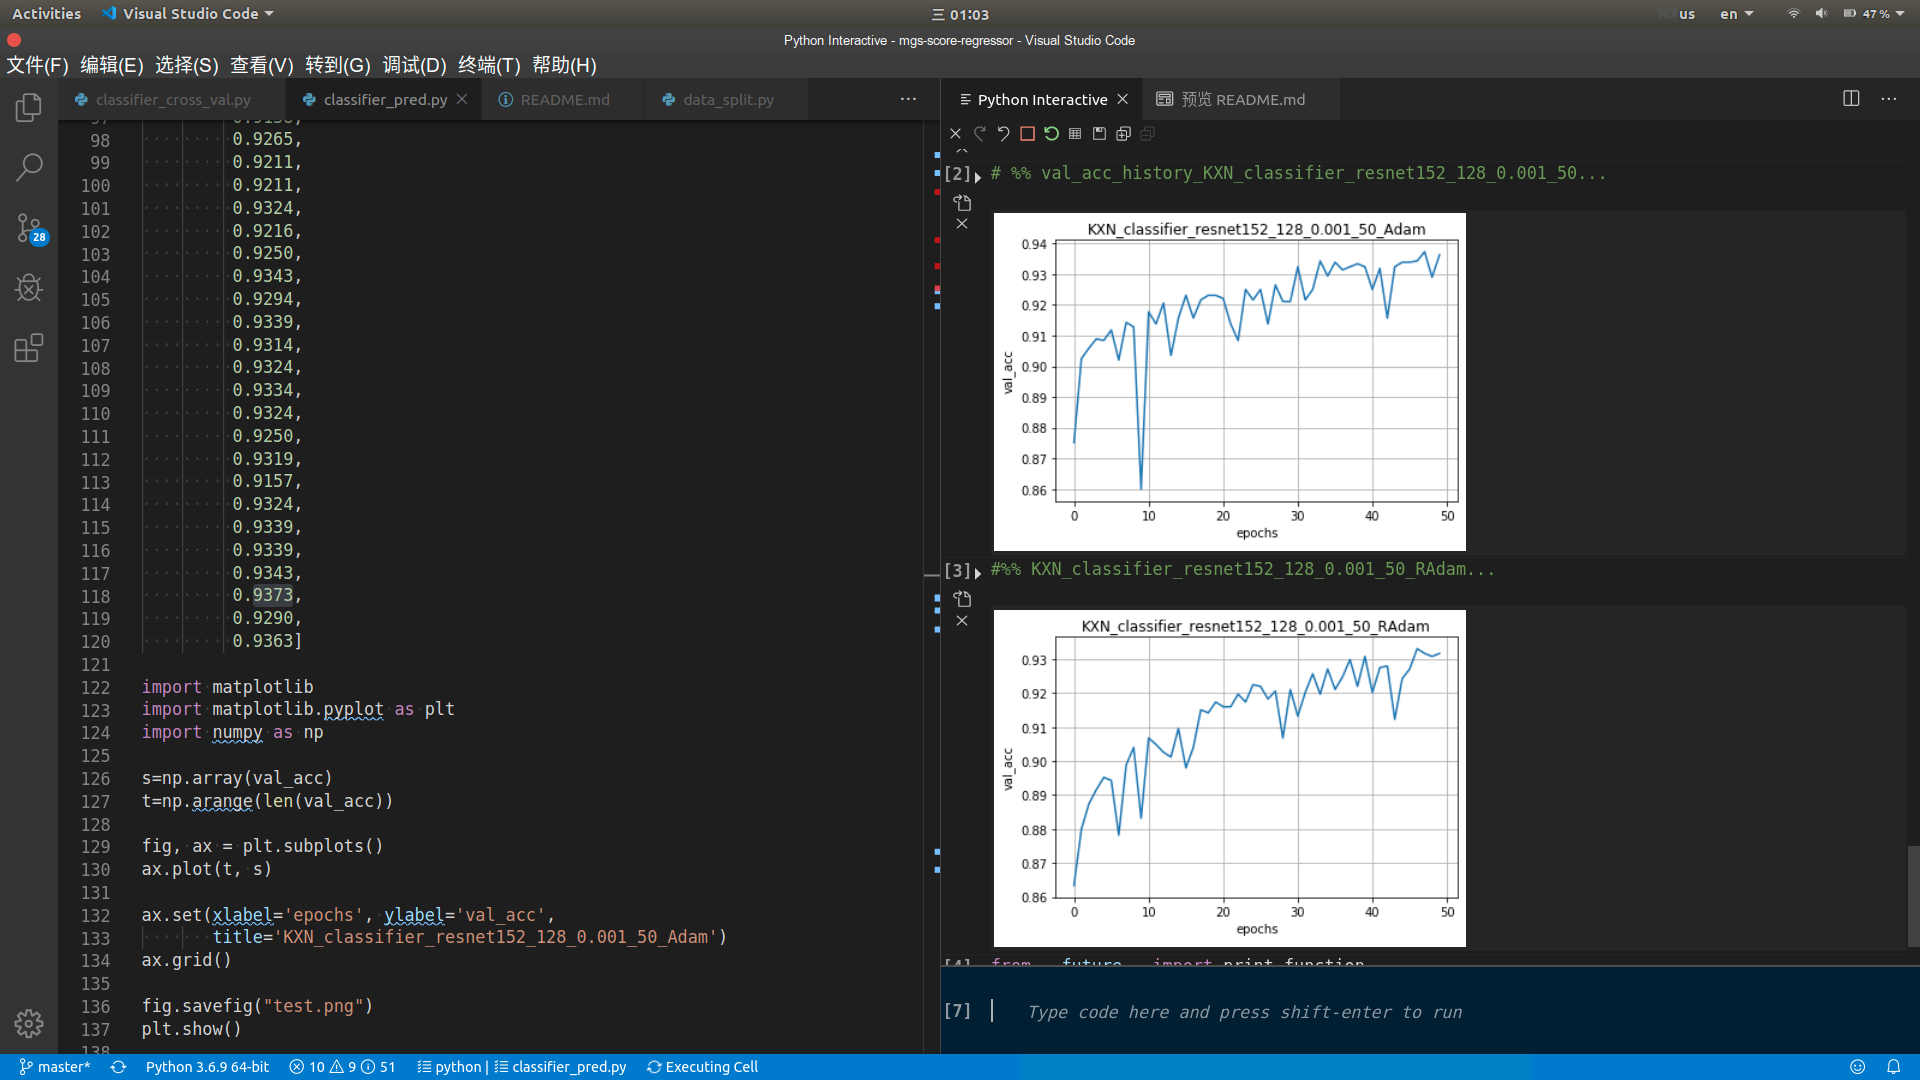 Activities
Visual Studio Code
三 01:03
us
en
47 %
Python Interactive - mgs-score-regressor - Visual Studio Code
文件(F) 编辑(E) 选择(S) 查看(V) 转到(G) 调试(D) 终端(T) 帮助(H)
classifier_cross_val.py
classifier_pred.py
README.md
data_split.py
Python Interactive
预览 README.md
98 0.9265,
99 0.9211,
100 0.9211,
101 0.9324,
102 0.9216,
103 0.9250,
104 0.9343,
105 0.9294,
106 0.9339,
107 0.9314,
108 0.9324,
109 0.9334,
110 0.9324,
111 0.9250,
112 0.9319,
113 0.9157,
114 0.9324,
115 0.9339,
116 0.9339,
117 0.9343,
118 0.9373,
119 0.9290,
120 0.9363]
121
122 import matplotlib
123 import matplotlib.pyplot as plt
124 import numpy as np
125
126 s=np.array(val_acc)
127 t=np.arange(len(val_acc))
128
129 fig, ax = plt.subplots()
130 ax.plot(t, s)
131
132 ax.set(xlabel='epochs', ylabel='val_acc',
133 title='KXN_classifier_resnet152_128_0.001_50_Adam')
134 ax.grid()
135
136 fig.savefig("test.png")
137 plt.show()
138
28
[2] # %% val_acc_history_KXN_classifier_resnet152_128_0.001_50...
KXN_classifier_resnet152_128_0.001_50_Adam
0.94
0.93
0.92
0.91
0.90
0.89
0.88
0.87
0.86
val_acc
0 10 20 30 40 50
epochs
[3] #%% KXN_classifier_resnet152_128_0.001_50_RAdam...
KXN_classifier_resnet152_128_0.001_50_RAdam
0.93
0.92
0.91
0.90
0.89
0.88
0.87
0.86
val_acc
0 10 20 30 40 50
epochs
[4] from __future__ import print_function
[7] Type code here and press shift-enter to run
master*
Python 3.6.9 64-bit
10 9 51
python | classifier_pred.py
Executing Cell